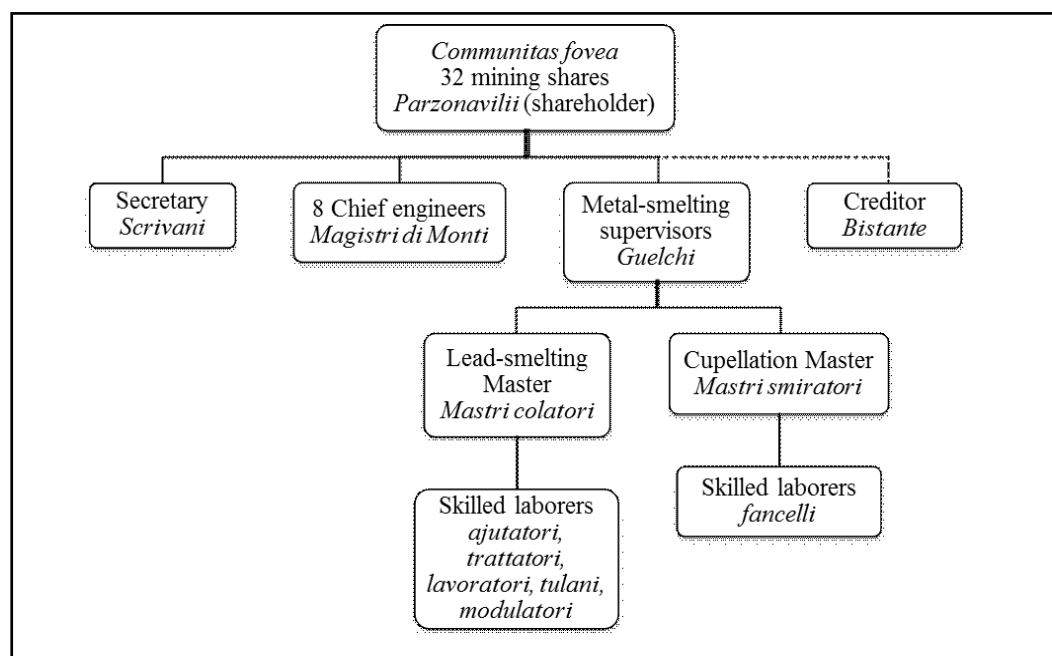 Communitas fovea
32 mining shares
Parzonavilii (shareholder)
Secretary
Scrivani
8 Chief engineers
Magistri di Monti
Metal-smelting
supervisors
Guelchi
Creditor
Bistante
Lead-smelting
Master
Mastri colatori
Cupellation Master
Mastri smiratori
Skilled laborers
ajutatori,
trattatori,
lavoratori, tulani,
modulatori
Skilled laborers
fancelli